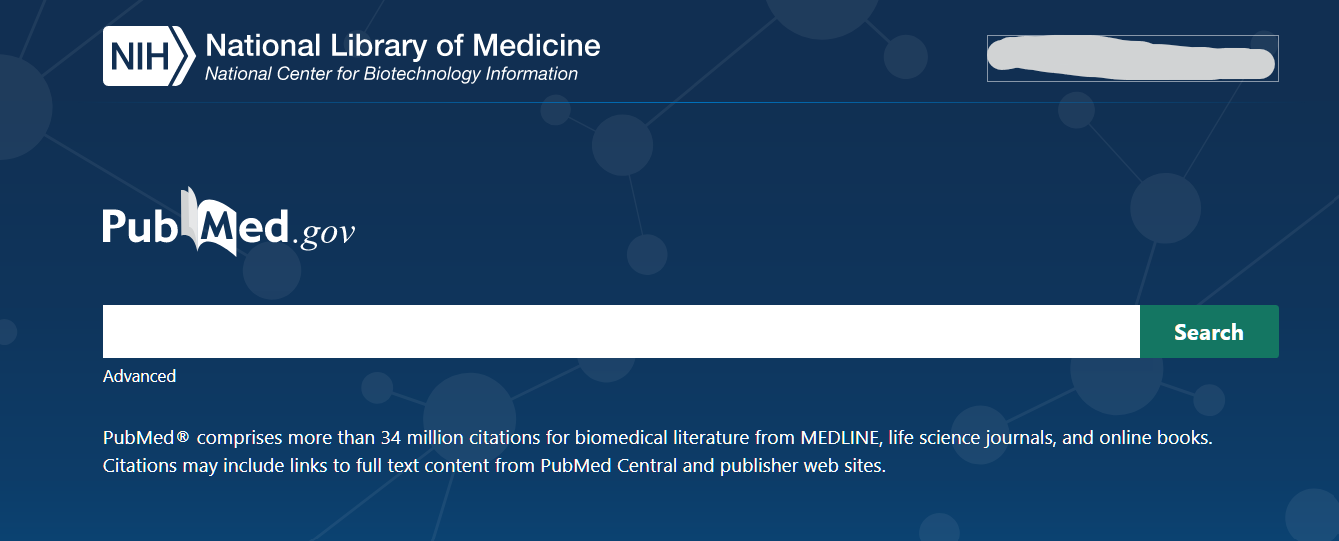 NIH National Library of Medicine
National Center for Biotechnology Information
PubMed.gov
Search
Advanced
PubMed® comprises more than 34 million citations for biomedical literature from MEDLINE, life science journals, and online books.
Citations may include links to full text content from PubMed Central and publisher web sites.